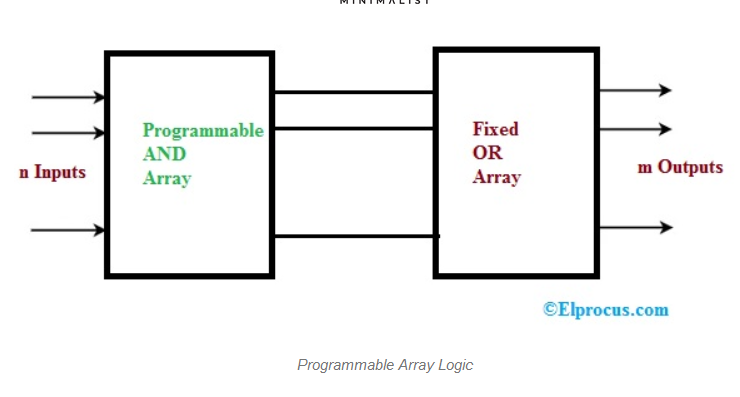 MINIMALIST
n Inputs
Programmable
AND
Array
Fixed
OR
Array
m Outputs
©Elprocus.com
Programmable Array Logic